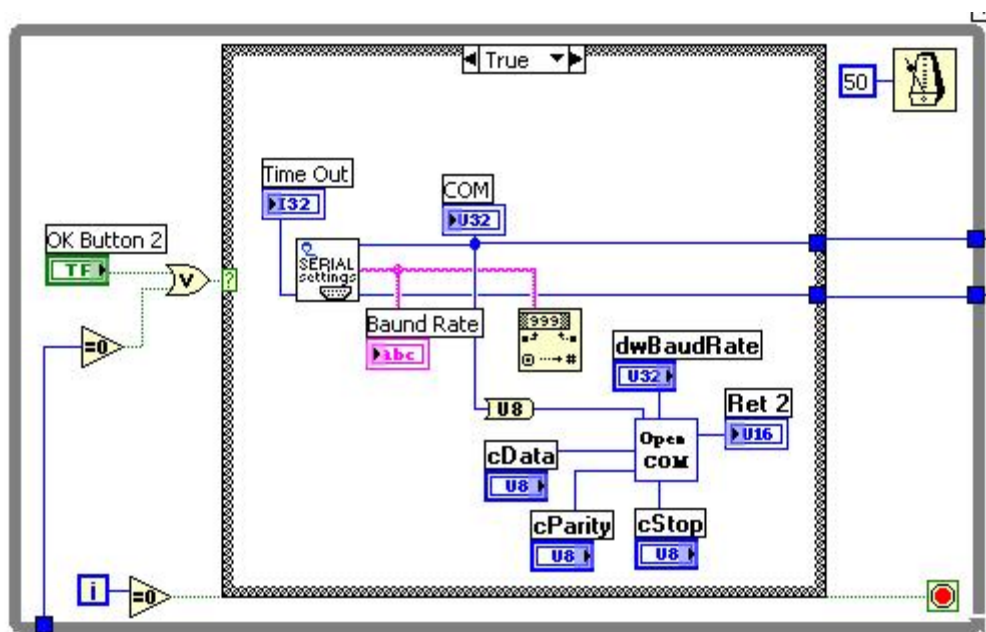 True
50
Time Out
I32
COM
U32
OK Button 2
TF
V
?
SERIAL
settings
=0
Baund Rate
abc
999
#
dwBaudRate
U32
U8
Ret 2
U16
Open
COM
cData
U8
cParity
U8
cStop
U8
i
=0